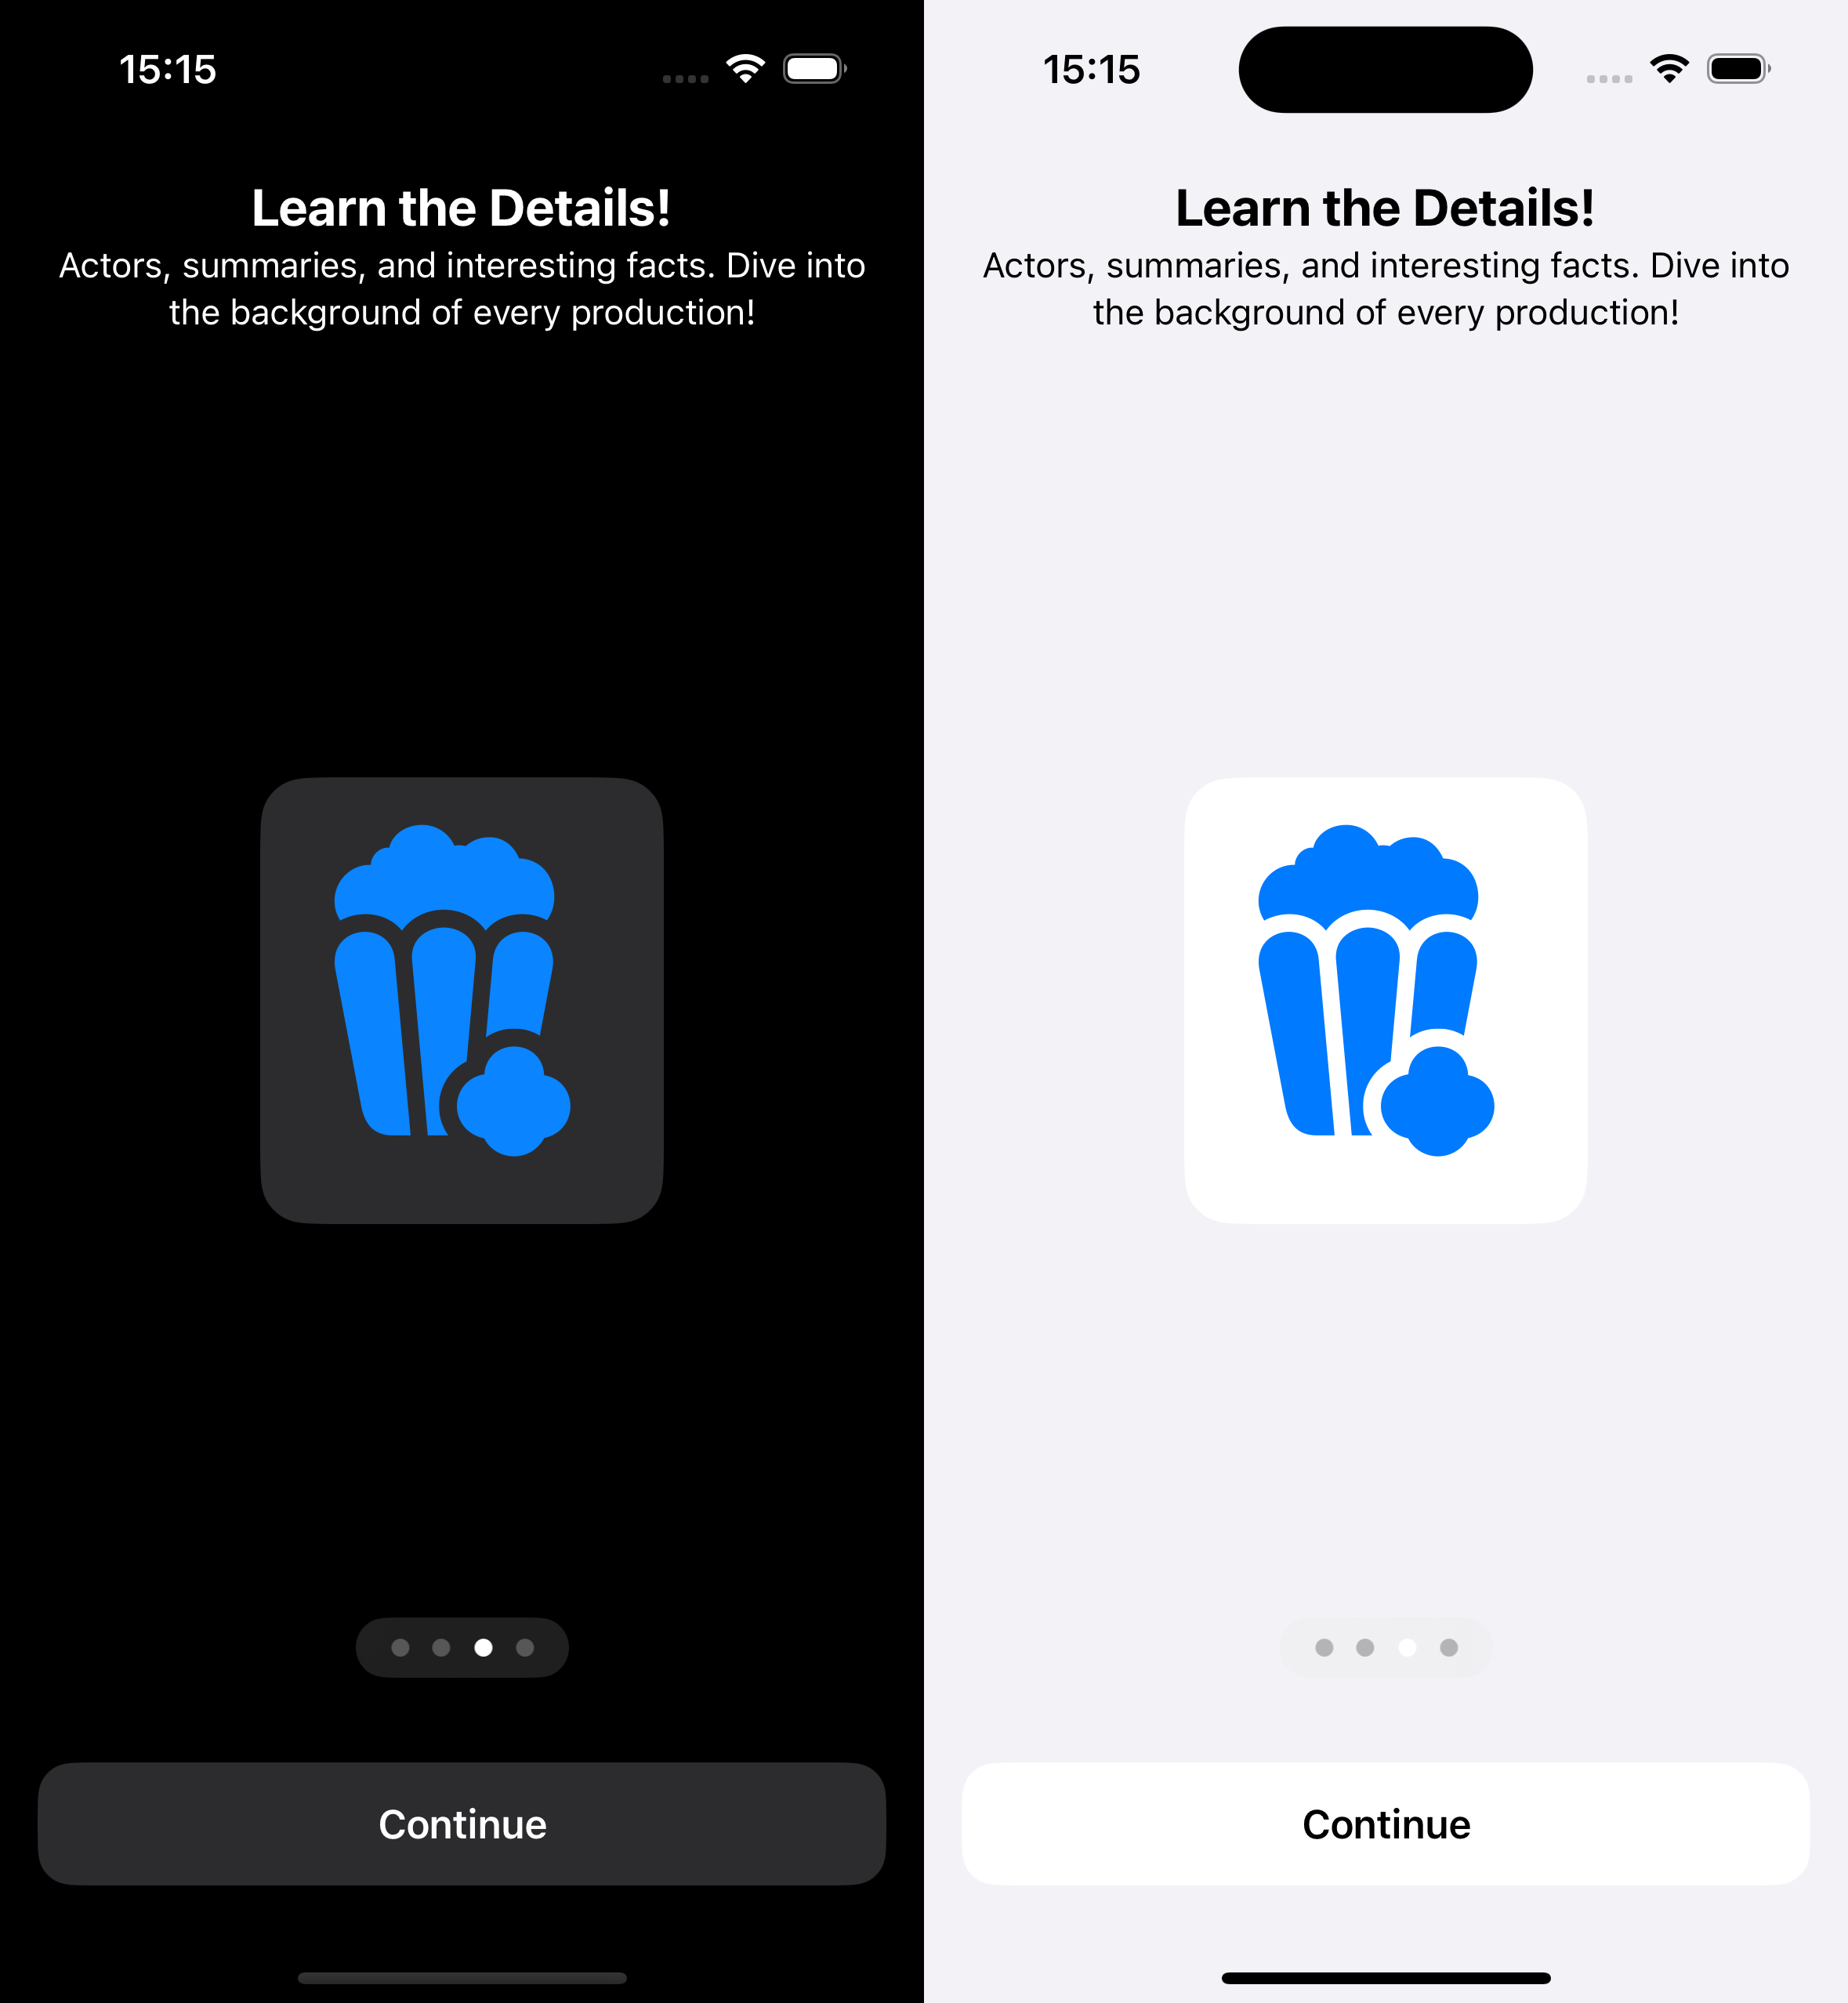 15:15
Learn the Details!
Actors, summaries, and interesting facts. Dive into
the background of every production!
Continue
15:15
Learn the Details!
Actors, summaries, and interesting facts. Dive into
the background of every production!
Continue